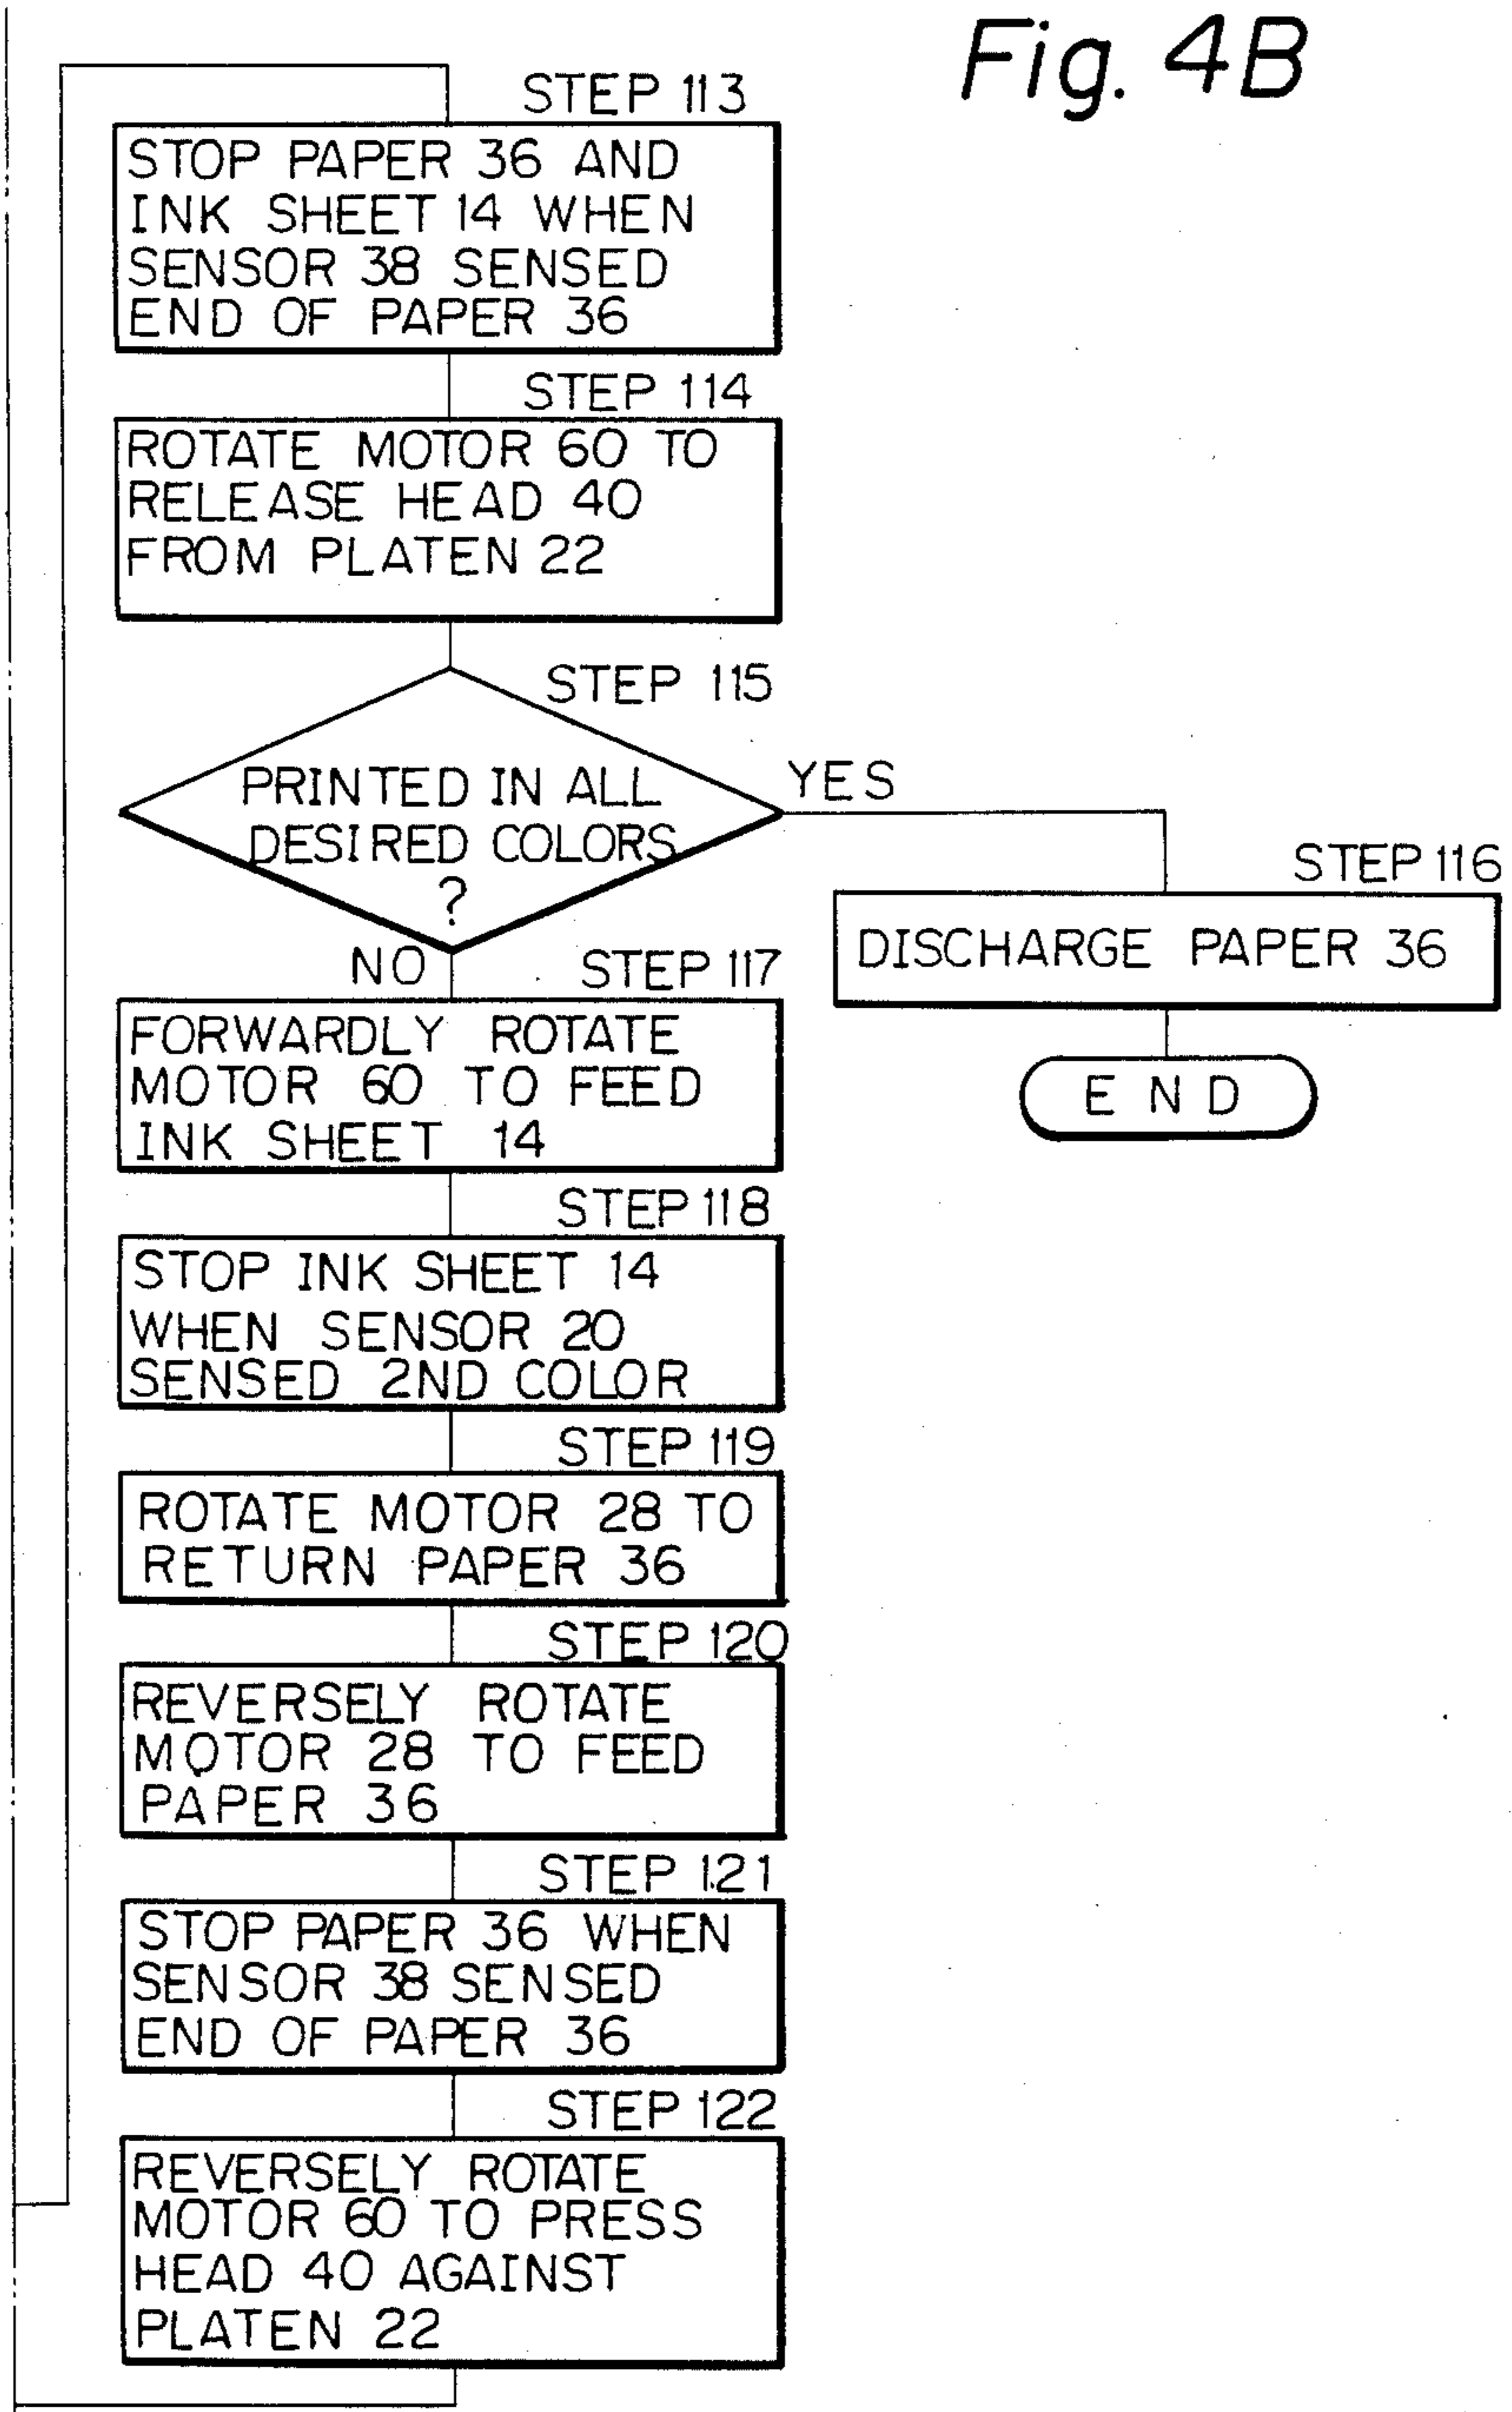 Fig. 4B
STEP 113
STOP PAPER 36 AND
INK SHEET 14 WHEN
SENSOR 38 SENSED
END OF PAPER 36
STEP 114
ROTATE MOTOR 60 TO
RELEASE HEAD 40
FROM PLATEN 22
STEP 115
PRINTED IN ALL
DESIRED COLORS
?
YES
STEP 116
DISCHARGE PAPER 36
END
NO
STEP 117
FORWARDLY ROTATE
MOTOR 60 TO FEED
INK SHEET 14
STEP 118
STOP INK SHEET 14
WHEN SENSOR 20
SENSED 2ND COLOR
STEP 119
ROTATE MOTOR 28 TO
RETURN PAPER 36
STEP 120
REVERSELY ROTATE
MOTOR 28 TO FEED
PAPER 36
STEP 121
STOP PAPER 36 WHEN
SENSOR 38 SENSED
END OF PAPER 36
STEP 122
REVERSELY ROTATE
MOTOR 60 TO PRESS
HEAD 40 AGAINST
PLATEN 22